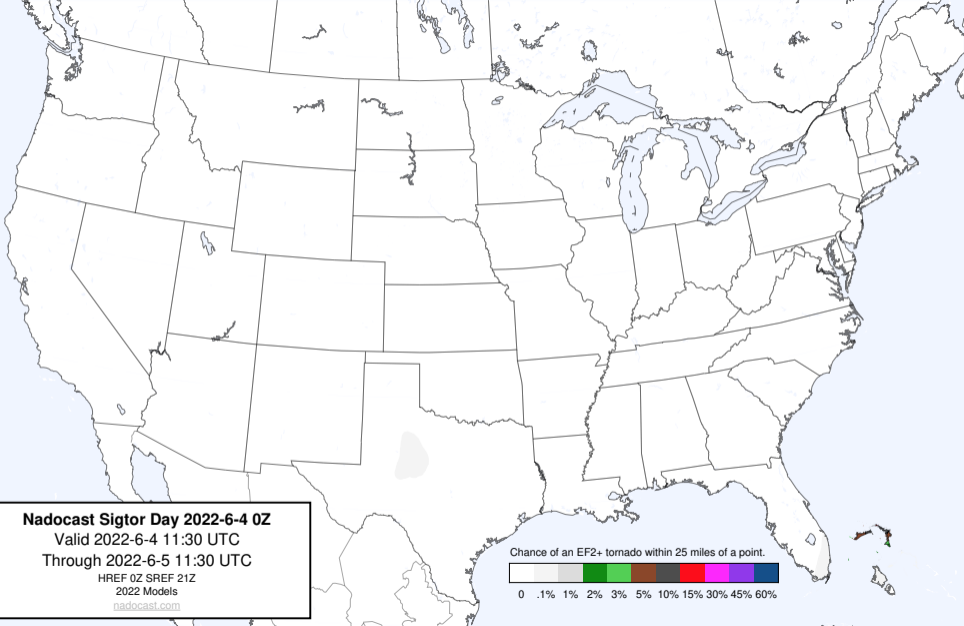 Nadocast Sigtor Day 2022-6-4 0Z
Valid 2022-6-4 11:30 UTC
Through 2022-6-5 11:30 UTC
HREF 0Z SREF 21Z
2022 Models
nadocast.com
Chance of an EF2+ tornado within 25 miles of a point.
0 .1% 1% 2% 3% 5% 10% 15% 30% 45% 60%